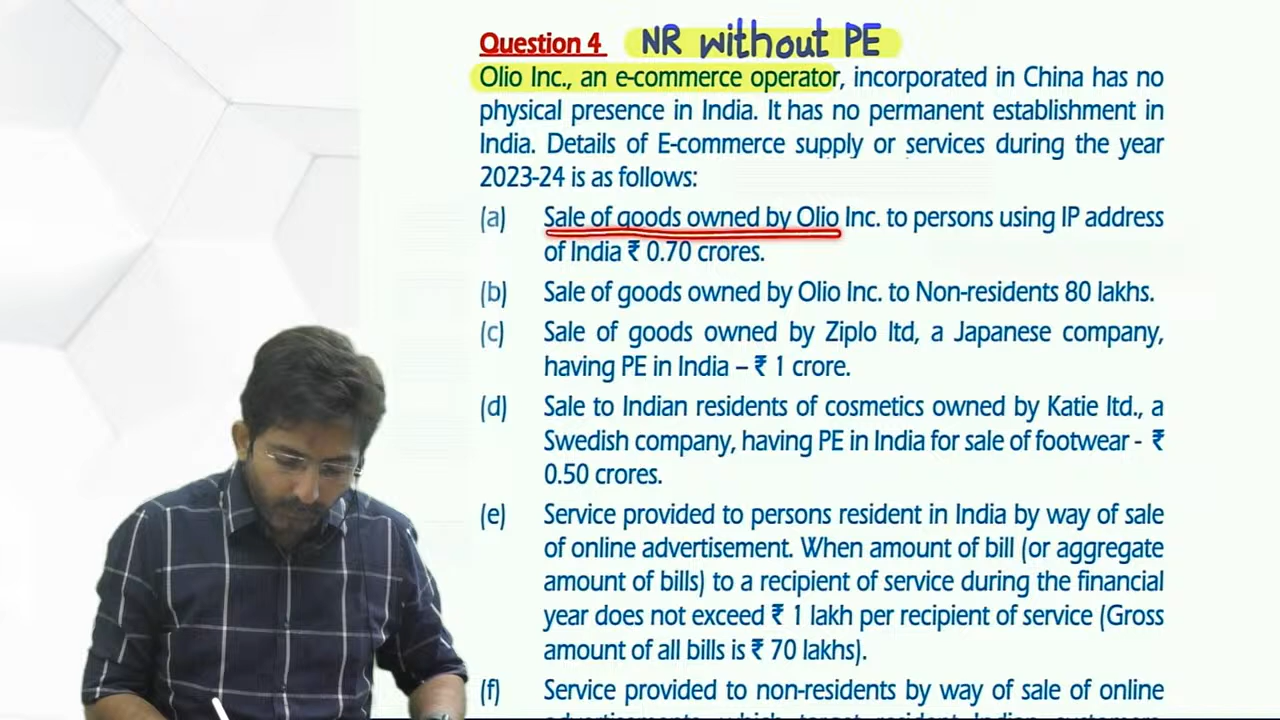 Question 4 NR without PE
Olio Inc., an e-commerce operator, incorporated in China has no
physical presence in India. It has no permanent establishment in
India. Details of E-commerce supply or services during the year
2023-24 is as follows:
(a) Sale of goods owned by Olio Inc. to persons using IP address
of India ₹ 0.70 crores.
(b) Sale of goods owned by Olio Inc. to Non-residents 80 lakhs.
(c) Sale of goods owned by Ziplo ltd, a Japanese company,
having PE in India – ₹ 1 crore.
(d) Sale to Indian residents of cosmetics owned by Katie ltd., a
Swedish company, having PE in India for sale of footwear - ₹
0.50 crores.
(e) Service provided to persons resident in India by way of sale
of online advertisement. When amount of bill (or aggregate
amount of bills) to a recipient of service during the financial
year does not exceed ₹ 1 lakh per recipient of service (Gross
amount of all bills is ₹ 70 lakhs).
(f) Service provided to non-residents by way of sale of online